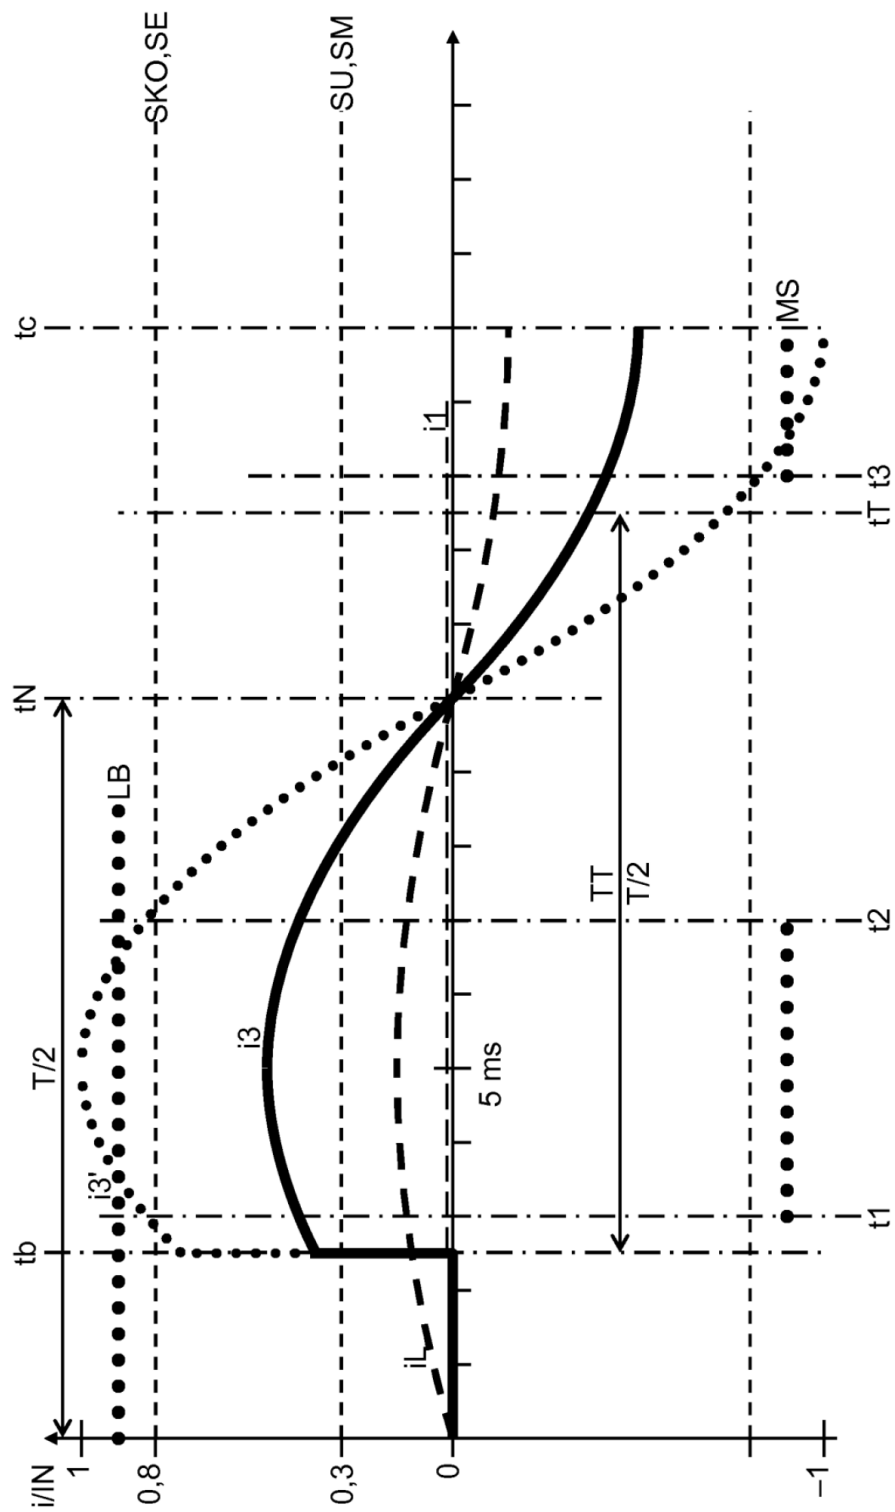 i/IN
tb
T/2
tN
tc
1
0,8
0,3
0
–1
LB
SKO,SE
SU,SM
i3'
i3
iL
i1
5 ms
TT
T/2
MS
t1
t2
tT
t3